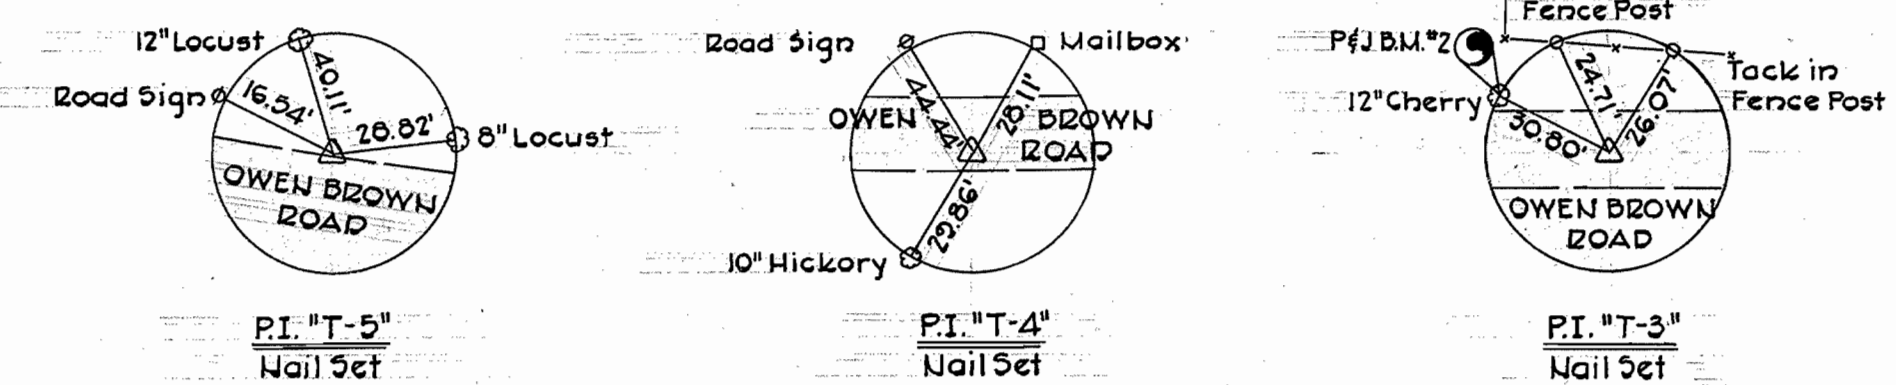 12" Locust
40.11'
Road Sign
16.54'
28.82'
8" Locust
OWEN BROWN
ROAD
P.I. "T-5"
Nail Set
Road Sign
Mailbox
44.44'
28.11'
OWEN BROWN
ROAD
29.86'
10" Hickory
P.I. "T-4"
Nail Set
Fence Post
P&J B.M. #2
24.71'
26.07'
Tack in
Fence Post
12" Cherry
30.80'
OWEN BROWN
ROAD
P.I. "T-3"
Nail Set